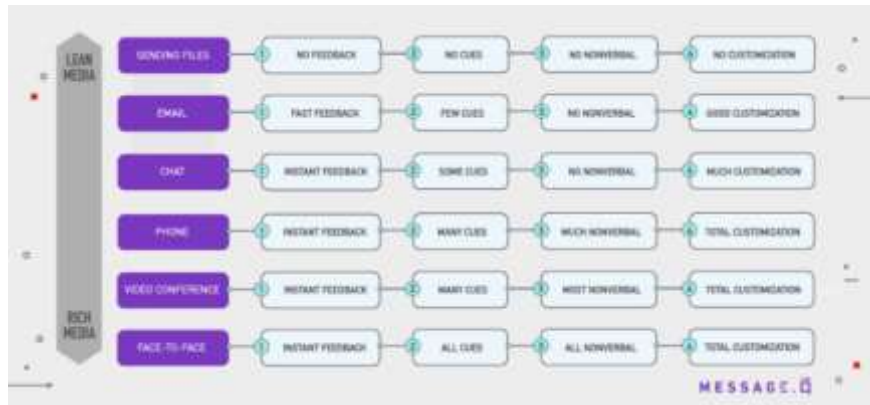 LEAN
MEDIA
SENDING FILES
1
NO FEEDBACK
2
NO CUES
3
NO NONVERBAL
4
NO CUSTOMIZATION
EMAIL
1
FAST FEEDBACK
2
FEW CUES
3
NO NONVERBAL
4
GOOD CUSTOMIZATION
CHAT
1
INSTANT FEEDBACK
2
SOME CUES
3
NO NONVERBAL
4
MUCH CUSTOMIZATION
PHONE
1
INSTANT FEEDBACK
2
MANY CUES
3
MUCH NONVERBAL
4
TOTAL CUSTOMIZATION
VIDEO CONFERENCE
1
INSTANT FEEDBACK
2
MANY CUES
3
MOST NONVERBAL
4
TOTAL CUSTOMIZATION
RICH
MEDIA
FACE-TO-FACE
1
INSTANT FEEDBACK
2
ALL CUES
3
ALL NONVERBAL
4
TOTAL CUSTOMIZATION